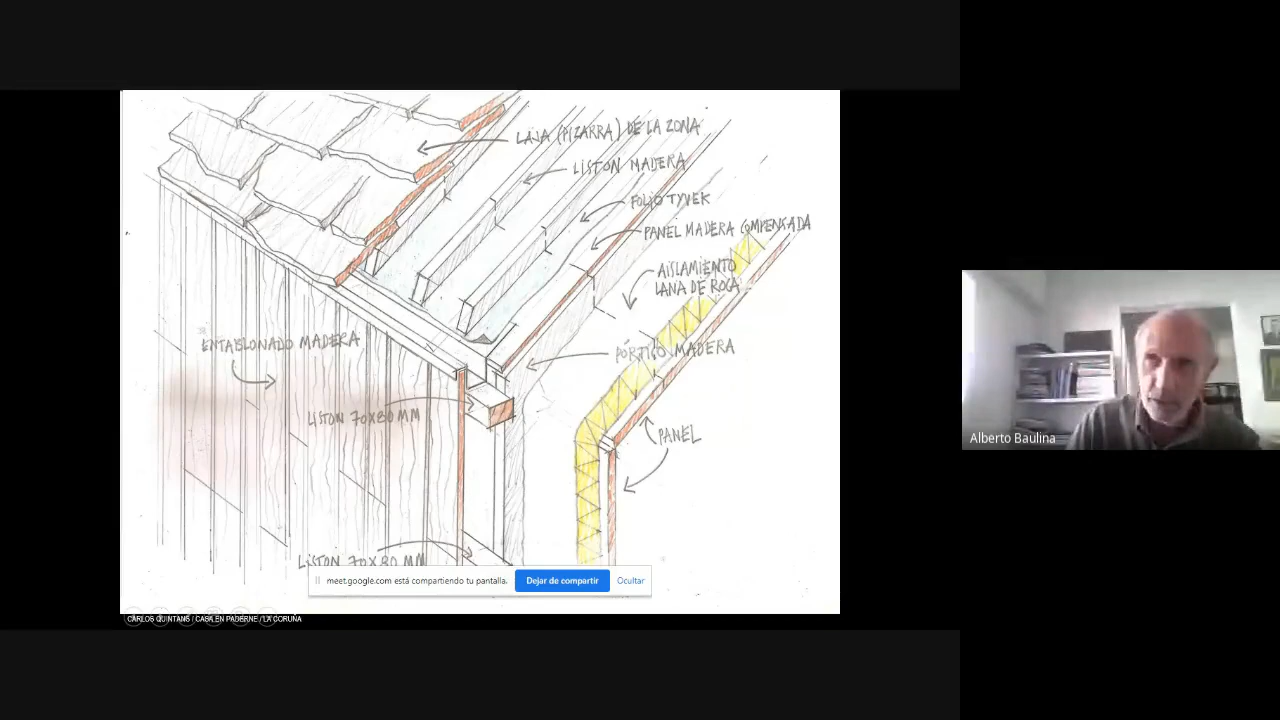 LAJA (PIZARRA) DE LA ZONA
LISTON MADERA
FOLIO TYVEK
PANEL MADERA COMPENSADA
AISLAMIENTO
LANA DE ROCA
ENTABLONADO MADERA
PÓRTICO MADERA
LISTON 70X80 MM
PANEL
LISTON 70X80 MM
meet.google.com está compartiendo tu pantalla.
Dejar de compartir
Ocultar
CARLOS QUINTANS / CASA EN PADERNE / LA CORUÑA
Alberto Baulina